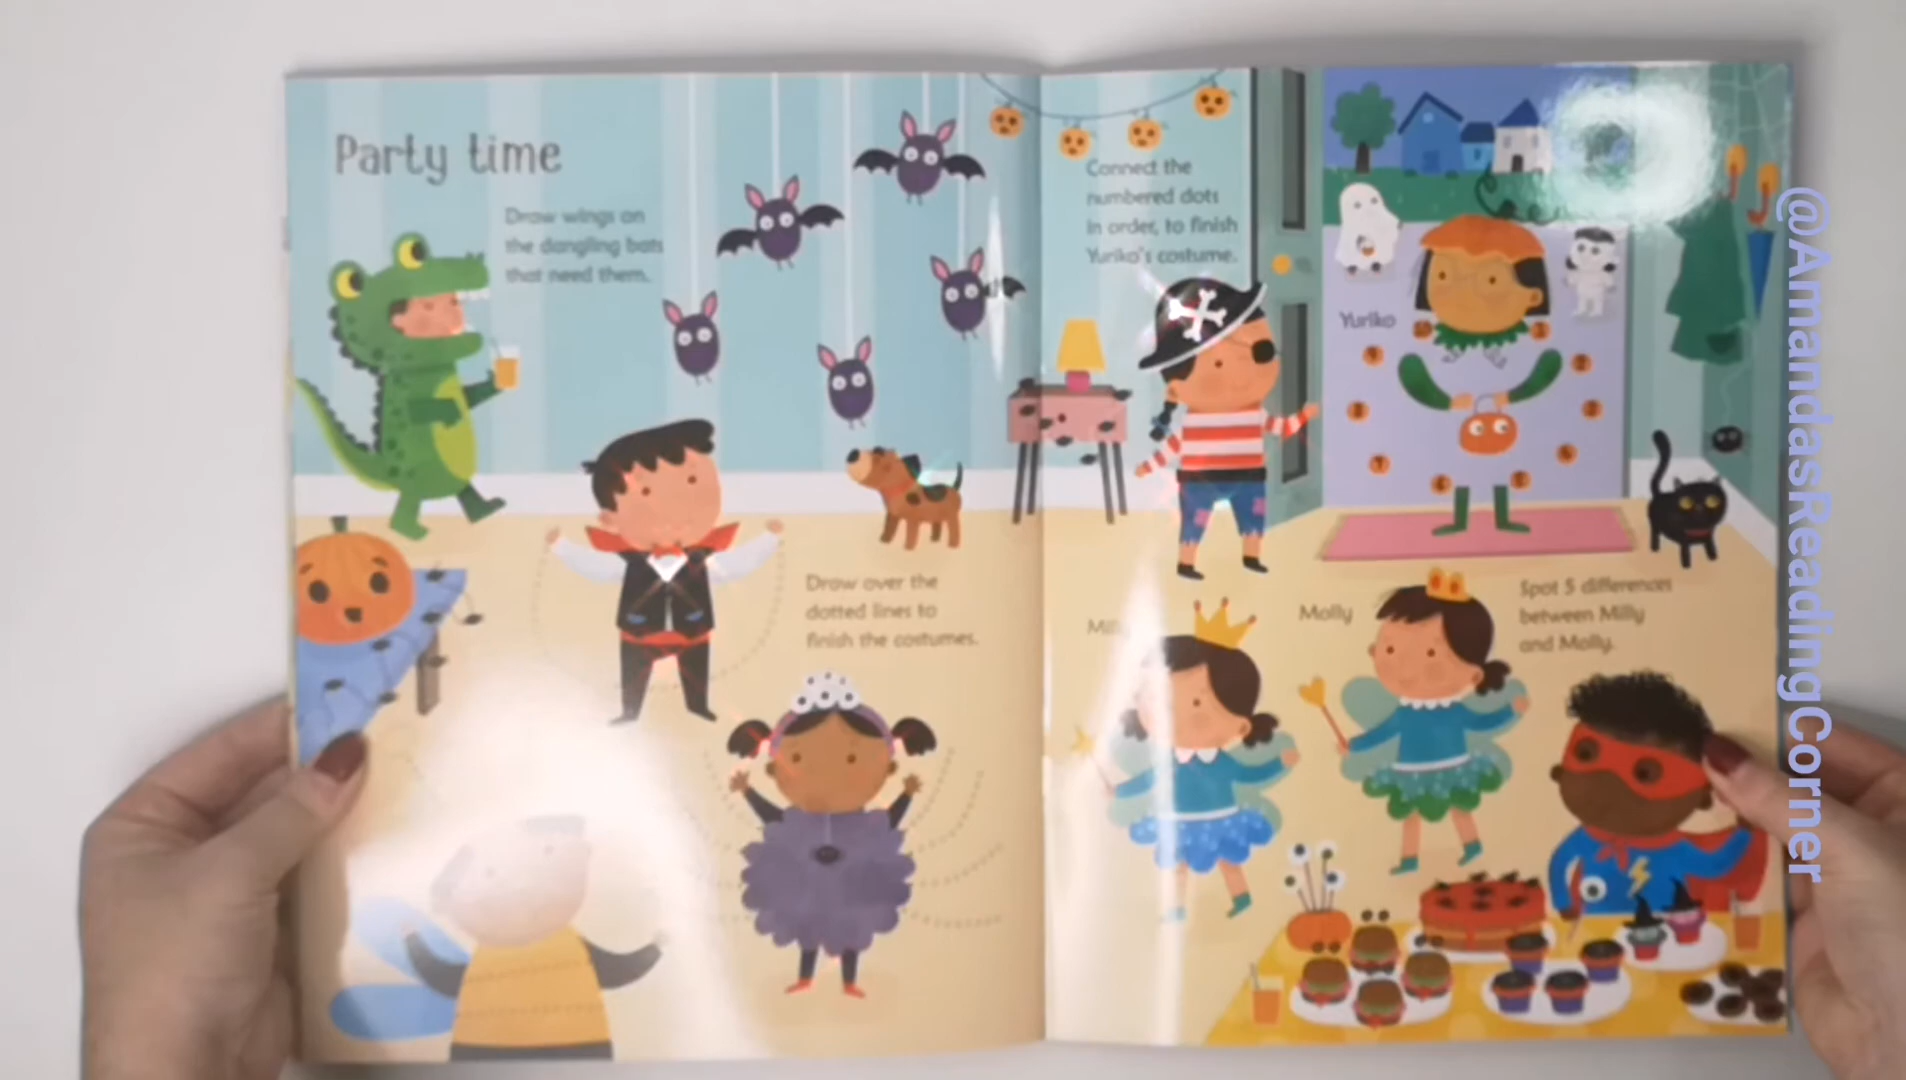 Party time
Draw wings on
the dangling bats
that need them.
Connect the
numbered dots
in order, to finish
Yuriko's costume.
Yuriko
Draw over the
dotted lines to
finish the costumes.
Milly
Molly
Spot 5 differences
between Milly
and Molly.
@AmandasReadingCorner